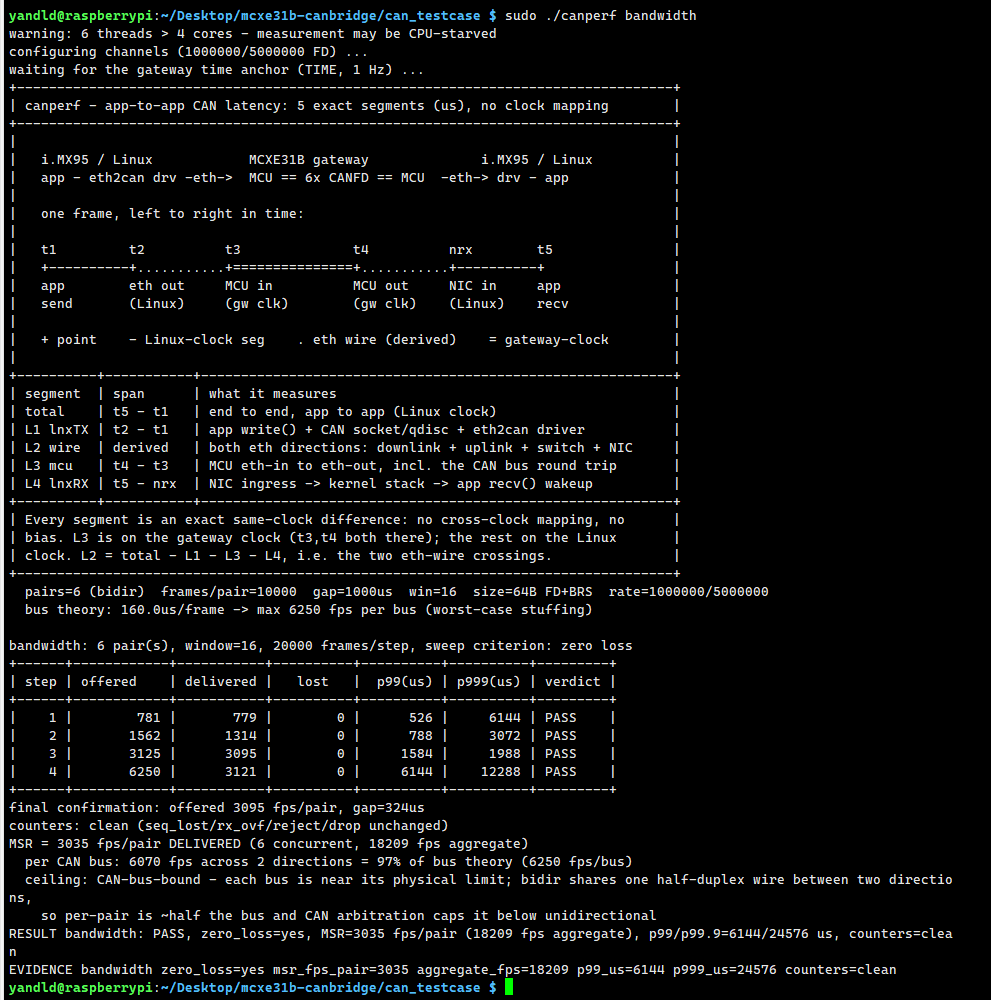 yandld@raspberrypi:~/Desktop/mcxe31b-canbridge/can_testcase $ sudo ./canperf bandwidth
warning: 6 threads > 4 cores - measurement may be CPU-starved
configuring channels (1000000/5000000 FD) ...
waiting for the gateway time anchor (TIME, 1 Hz) ...
+----------------------------------------------------------------------------------+
| canperf - app-to-app CAN latency: 5 exact segments (us), no clock mapping        |
+----------------------------------------------------------------------------------+
|                                                                                  |
|   i.MX95 / Linux            MCXE31B gateway              i.MX95 / Linux          |
|   app - eth2can drv -eth->  MCU == 6x CANFD == MCU  -eth-> drv - app             |
|                                                                                  |
|   one frame, left to right in time:                                              |
|                                                                                  |
|   t1         t2          t3              t4          nrx        t5               |
|   +----------+...........+===============+...........+----------+                |
|   app        eth out     MCU in          MCU out     NIC in     app              |
|   send       (Linux)     (gw clk)        (gw clk)    (Linux)    recv             |
|                                                                                  |
|   + point    - Linux-clock seg    . eth wire (derived)    = gateway-clock        |
|                                                                                  |
+----------+-----------+-----------------------------------------------------------+
| segment  | span      | what it measures                                          |
| total    | t5 - t1   | end to end, app to app (Linux clock)                      |
| L1 lnxTX | t2 - t1   | app write() + CAN socket/qdisc + eth2can driver           |
| L2 wire  | derived   | both eth directions: downlink + uplink + switch + NIC     |
| L3 mcu   | t4 - t3   | MCU eth-in to eth-out, incl. the CAN bus round trip       |
| L4 lnxRX | t5 - nrx  | NIC ingress -> kernel stack -> app recv() wakeup          |
+----------+-----------+-----------------------------------------------------------+
| Every segment is an exact same-clock difference: no cross-clock mapping, no      |
| bias. L3 is on the gateway clock (t3,t4 both there); the rest on the Linux       |
| clock. L2 = total - L1 - L3 - L4, i.e. the two eth-wire crossings.               |
+----------------------------------------------------------------------------------+
  pairs=6 (bidir)  frames/pair=10000  gap=1000us  win=16  size=64B FD+BRS  rate=1000000/5000000
  bus theory: 160.0us/frame -> max 6250 fps per bus (worst-case stuffing)

bandwidth: 6 pair(s), window=16, 20000 frames/step, sweep criterion: zero loss
+------+------------+-----------+----------+----------+----------+---------+
| step | offered    | delivered |   lost   |  p99(us) | p999(us) | verdict |
+------+------------+-----------+----------+----------+----------+---------+
|    1 |        781 |       779 |        0 |      526 |     6144 | PASS    |
|    2 |       1562 |      1314 |        0 |      788 |     3072 | PASS    |
|    3 |       3125 |      3095 |        0 |     1584 |     1988 | PASS    |
|    4 |       6250 |      3121 |        0 |     6144 |    12288 | PASS    |
+------+------------+-----------+----------+----------+----------+---------+
final confirmation: offered 3095 fps/pair, gap=324us
counters: clean (seq_lost/rx_ovf/reject/drop unchanged)
MSR = 3035 fps/pair DELIVERED (6 concurrent, 18209 fps aggregate)
  per CAN bus: 6070 fps across 2 directions = 97% of bus theory (6250 fps/bus)
  ceiling: CAN-bus-bound - each bus is near its physical limit; bidir shares one half-duplex wire between two directio
ns,
    so per-pair is ~half the bus and CAN arbitration caps it below unidirectional
RESULT bandwidth: PASS, zero_loss=yes, MSR=3035 fps/pair (18209 fps aggregate), p99/p99.9=6144/24576 us, counters=clea
n
EVIDENCE bandwidth zero_loss=yes msr_fps_pair=3035 aggregate_fps=18209 p99_us=6144 p999_us=24576 counters=clean
yandld@raspberrypi:~/Desktop/mcxe31b-canbridge/can_testcase $